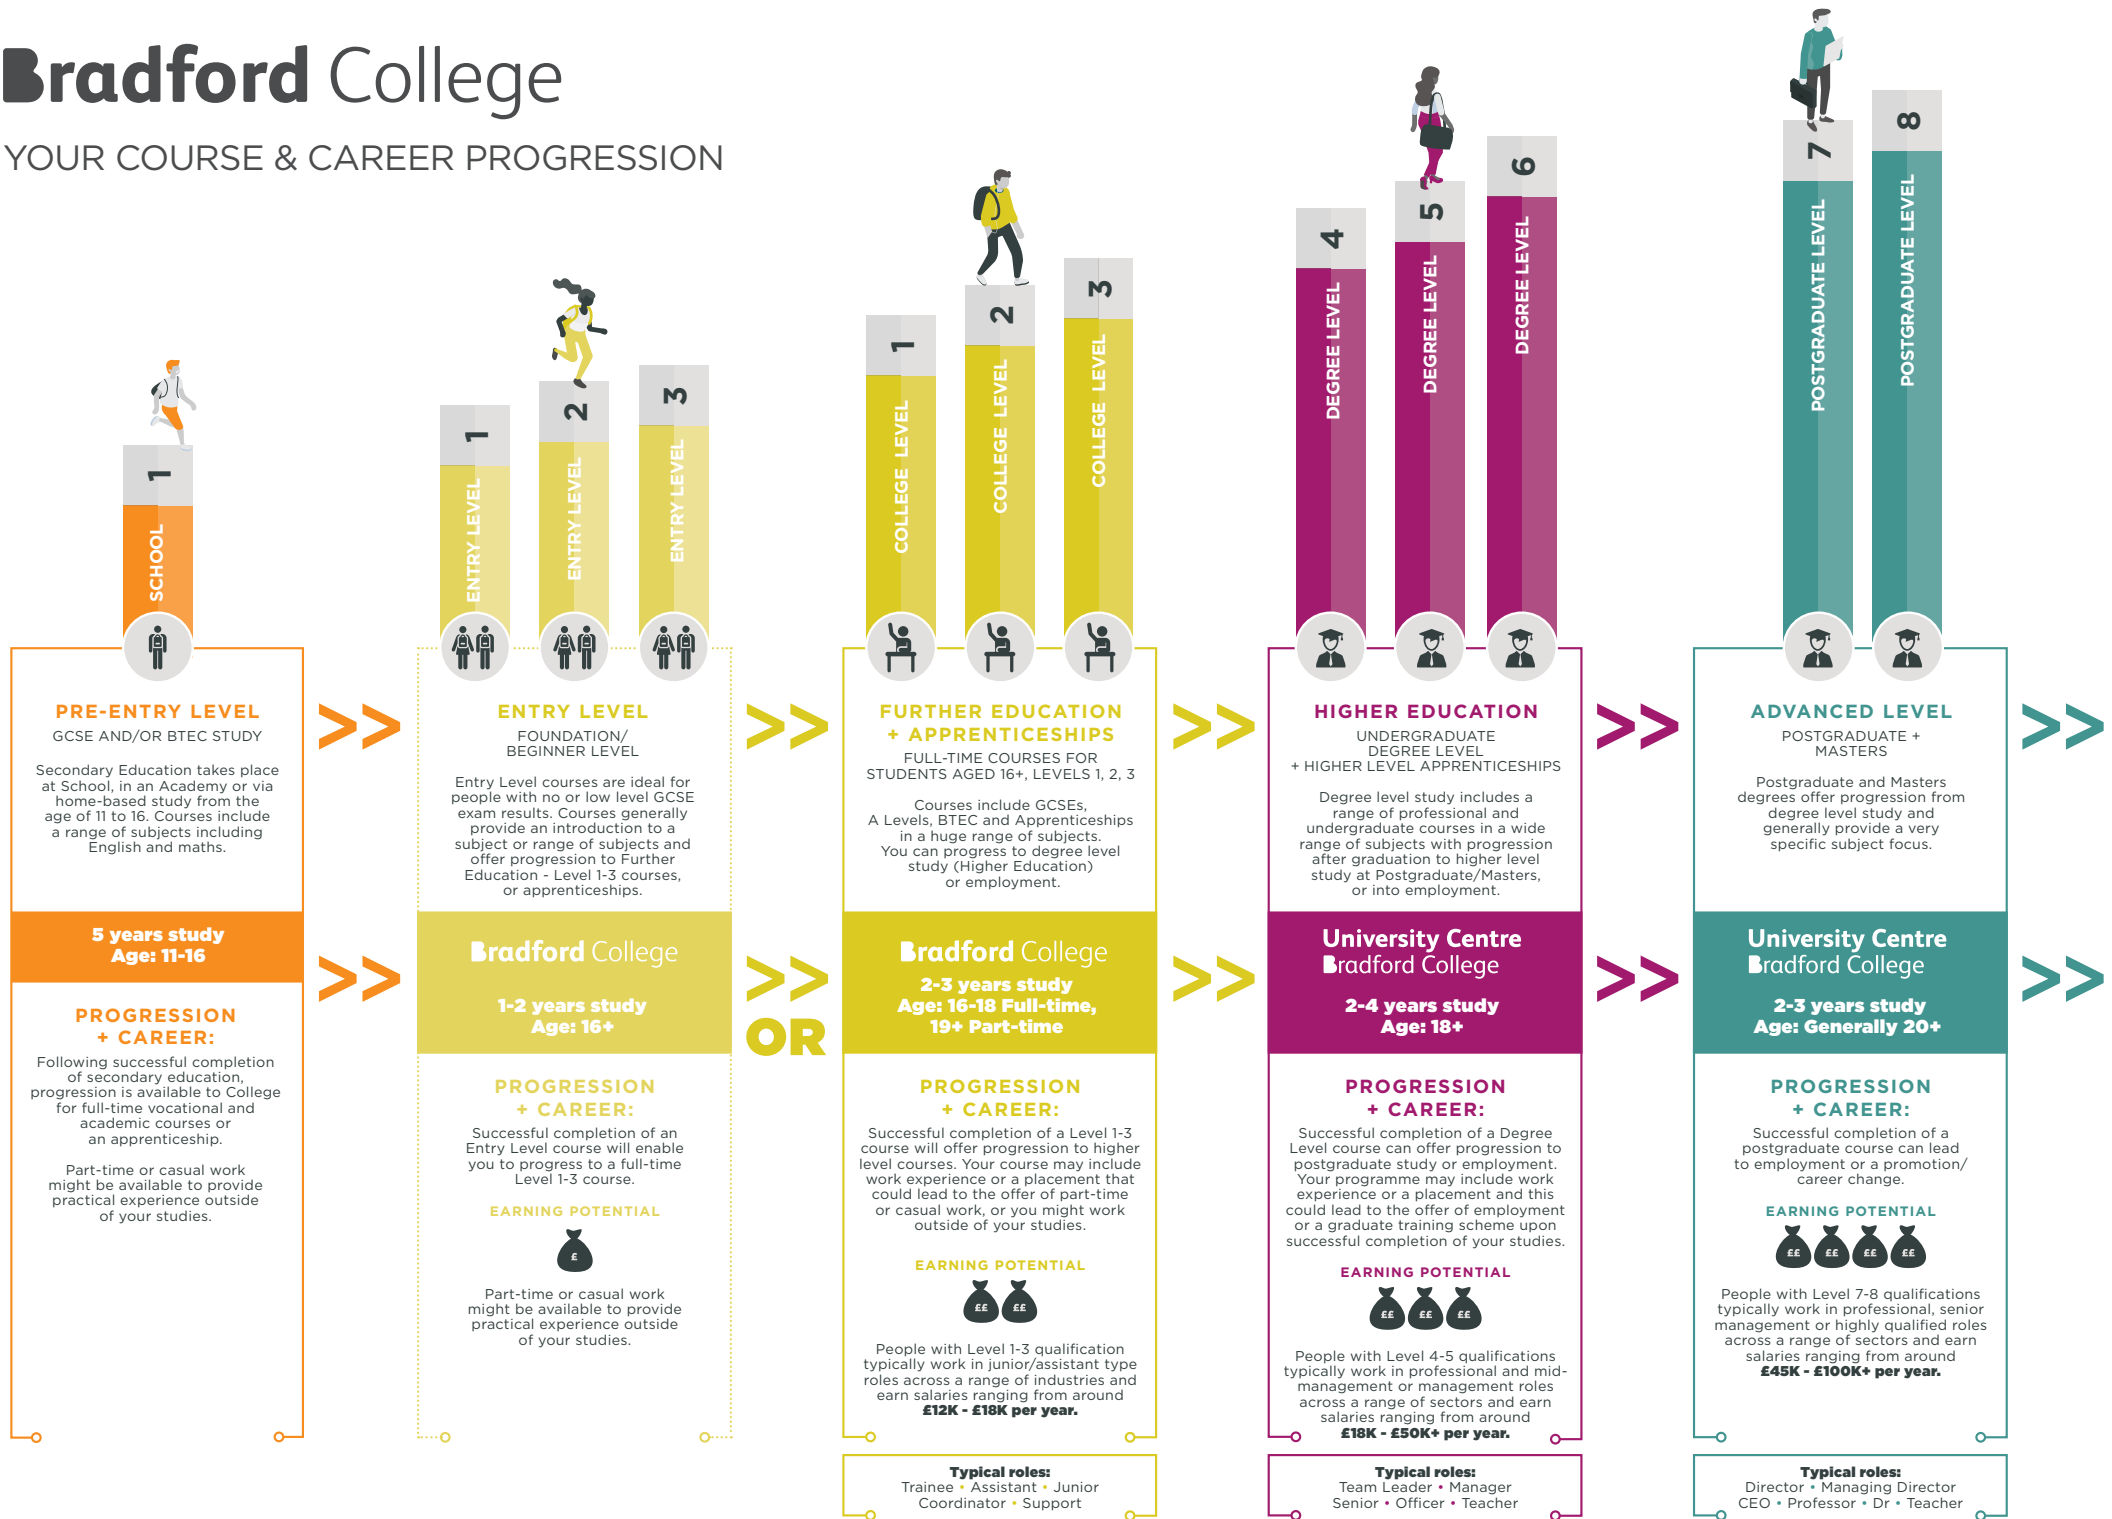 Bradford College
YOUR COURSE & CAREER PROGRESSION
1
SCHOOL
1
ENTRY LEVEL
2
ENTRY LEVEL
3
ENTRY LEVEL
1
COLLEGE LEVEL
2
COLLEGE LEVEL
3
COLLEGE LEVEL
4
DEGREE LEVEL
5
DEGREE LEVEL
6
DEGREE LEVEL
7
POSTGRADUATE LEVEL
8
POSTGRADUATE LEVEL
PRE-ENTRY LEVEL
GCSE AND/OR BTEC STUDY
Secondary Education takes place
at School, in an Academy or via
home-based study from the
age of 11 to 16. Courses include
a range of subjects including
English and maths.
5 years study
Age: 11-16
PROGRESSION
+ CAREER:
Following successful completion
of secondary education,
progression is available to College
for full-time vocational and
academic courses or
an apprenticeship.
Part-time or casual work
might be available to provide
practical experience outside
of your studies.
>>
>>
ENTRY LEVEL
FOUNDATION/
BEGINNER LEVEL
Entry Level courses are ideal for
people with no or low level GCSE
exam results. Courses generally
provide an introduction to a
subject or range of subjects and
offer progression to Further
Education - Level 1-3 courses,
or apprenticeships.
Bradford College
1-2 years study
Age: 16+
PROGRESSION
+ CAREER:
Successful completion of an
Entry Level course will enable
you to progress to a full-time
Level 1-3 course.
EARNING POTENTIAL
£
Part-time or casual work
might be available to provide
practical experience outside
of your studies.
>>
>>
OR
FURTHER EDUCATION
+ APPRENTICESHIPS
FULL-TIME COURSES FOR
STUDENTS AGED 16+, LEVELS 1, 2, 3
Courses include GCSEs,
A Levels, BTEC and Apprenticeships
in a huge range of subjects.
You can progress to degree level
study (Higher Education)
or employment.
Bradford College
2-3 years study
Age: 16-18 Full-time,
19+ Part-time
PROGRESSION
+ CAREER:
Successful completion of a Level 1-3
course will offer progression to higher
level courses. Your course may include
work experience or a placement that
could lead to the offer of part-time
or casual work, or you might work
outside of your studies.
EARNING POTENTIAL
££ ££
People with Level 1-3 qualification
typically work in junior/assistant type
roles across a range of industries and
earn salaries ranging from around
£12K - £18K per year.
Typical roles:
Trainee • Assistant • Junior
Coordinator • Support
>>
>>
HIGHER EDUCATION
UNDERGRADUATE
DEGREE LEVEL
+ HIGHER LEVEL APPRENTICESHIPS
Degree level study includes a
range of professional and
undergraduate courses in a wide
range of subjects with progression
after graduation to higher level
study at Postgraduate/Masters,
or into employment.
University Centre
Bradford College
2-4 years study
Age: 18+
PROGRESSION
+ CAREER:
Successful completion of a Degree
Level course can offer progression to
postgraduate study or employment.
Your programme may include work
experience or a placement and this
could lead to the offer of employment
or a graduate training scheme upon
successful completion of your studies.
EARNING POTENTIAL
££ ££ ££
People with Level 4-5 qualifications
typically work in professional and mid-
management or management roles
across a range of sectors and earn
salaries ranging from around
£18K - £50K+ per year.
Typical roles:
Team Leader • Manager
Senior • Officer • Teacher
>>
>>
ADVANCED LEVEL
POSTGRADUATE +
MASTERS
Postgraduate and Masters
degrees offer progression from
degree level study and
generally provide a very
specific subject focus.
University Centre
Bradford College
2-3 years study
Age: Generally 20+
PROGRESSION
+ CAREER:
Successful completion of a
postgraduate course can lead
to employment or a promotion/
career change.
EARNING POTENTIAL
££ ££ ££ ££
People with Level 7-8 qualifications
typically work in professional, senior
management or highly qualified roles
across a range of sectors and earn
salaries ranging from around
£45K - £100K+ per year.
Typical roles:
Director • Managing Director
CEO • Professor • Dr • Teacher
>>
>>